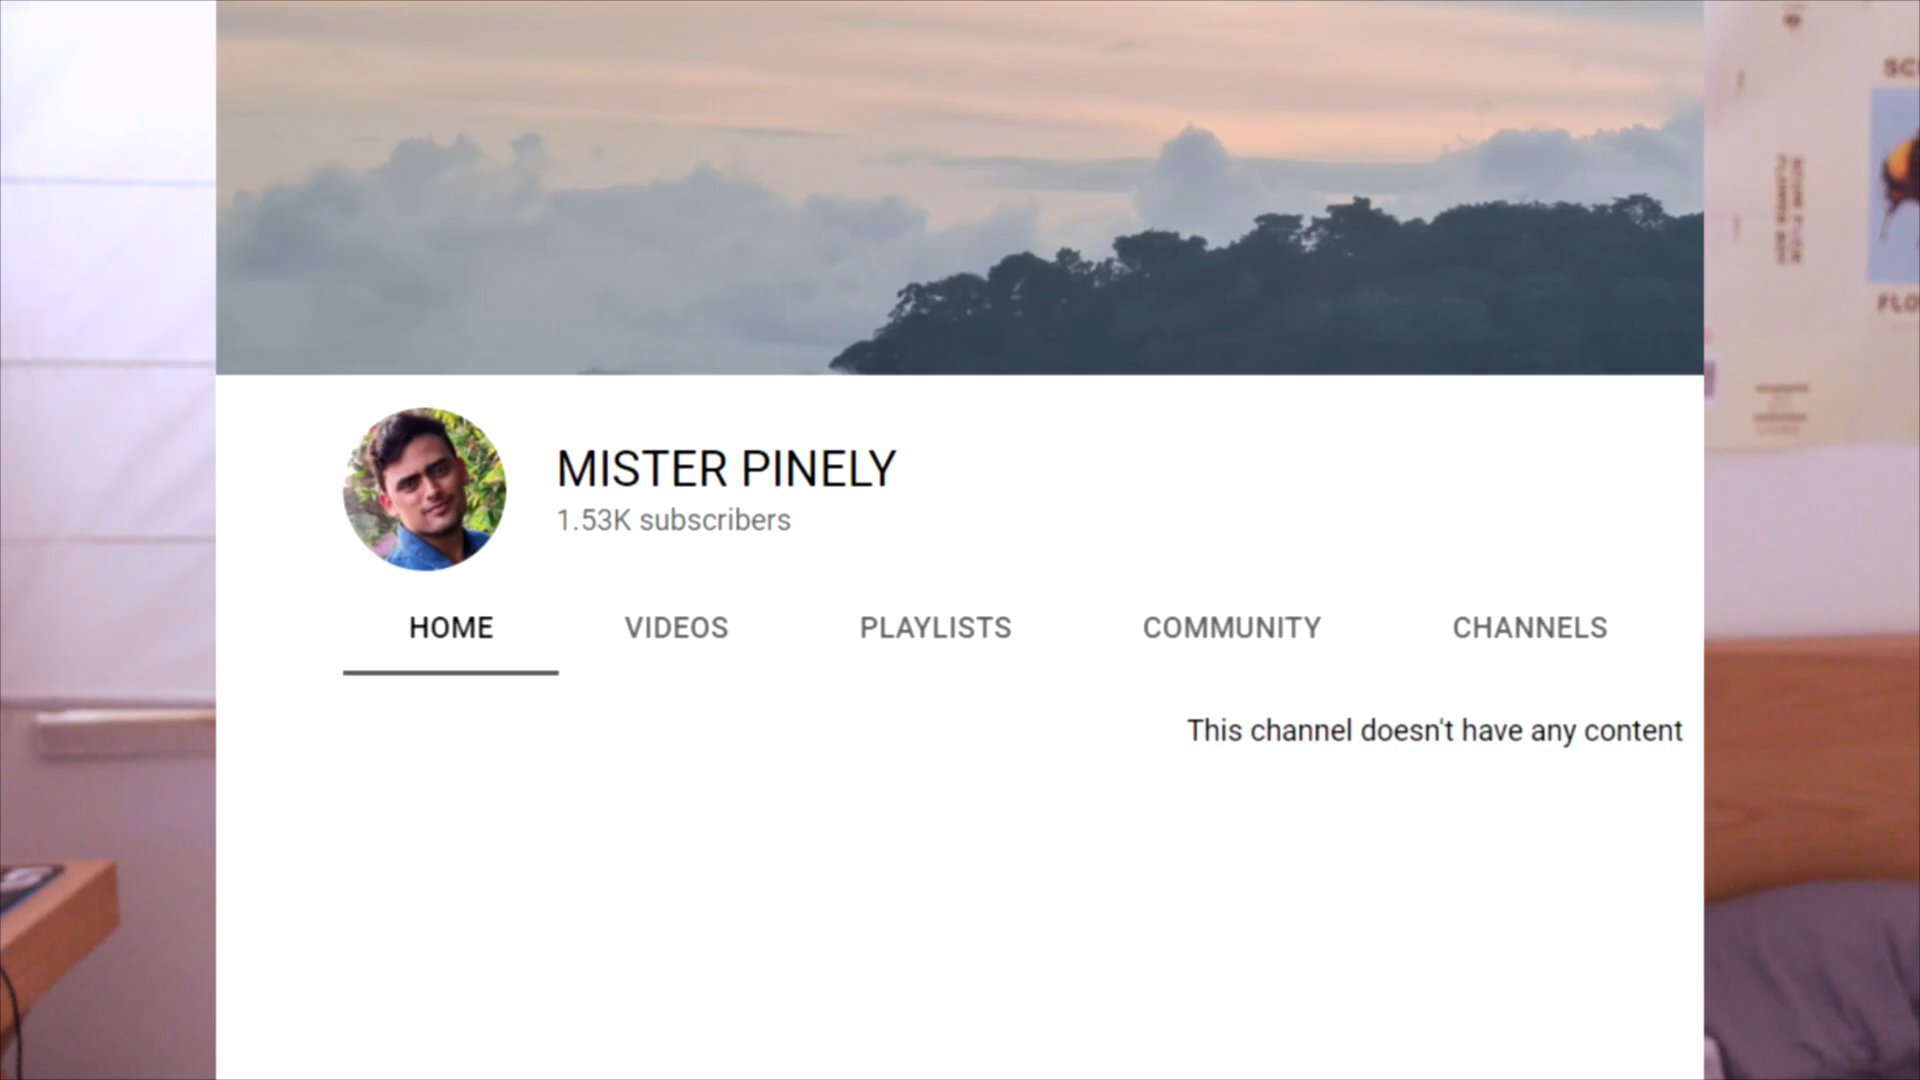 MISTER PINELY
1.53K subscribers
HOME
VIDEOS
PLAYLISTS
COMMUNITY
CHANNELS
This channel doesn't have any content